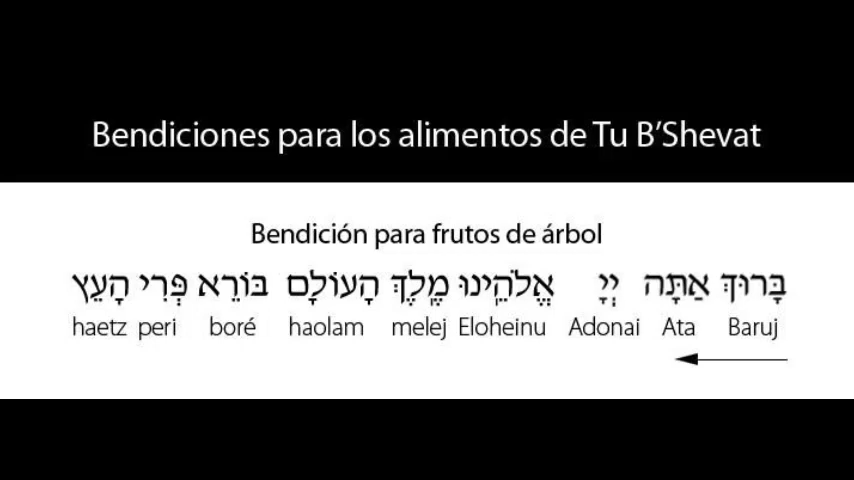 Bendiciones para los alimentos de Tu B’Shevat
Bendición para frutos de árbol
בָּרוּךְ אַתָּה יְיָ אֱלֹהֵֽינוּ מֶֽלֶךְ הָעוֹלָם בּוֹרֵא פְּרִי הָעֵץ
haetz peri boré haolam melej Eloheinu Adonai Ata Baruj